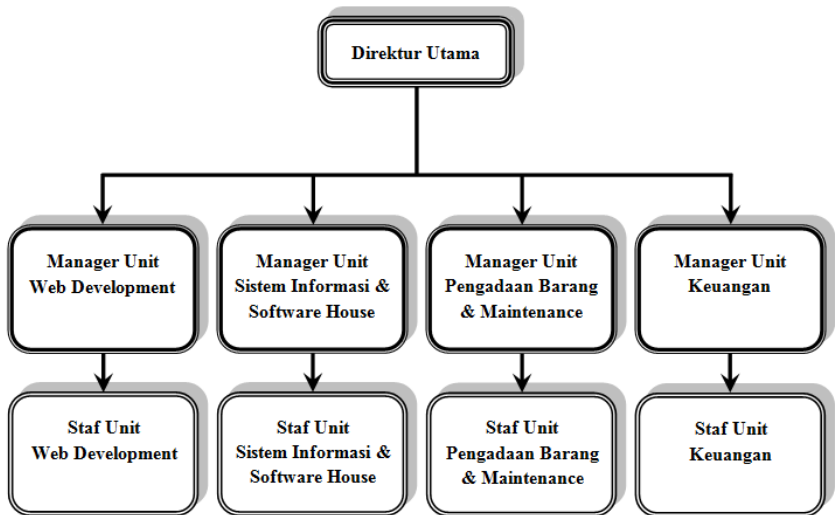 Direktur Utama
Manager Unit
Web Development
Manager Unit
Sistem Informasi &
Software House
Manager Unit
Pengadaan Barang
& Maintenance
Manager Unit
Keuangan
Staf Unit
Web Development
Staf Unit
Sistem Informasi &
Software House
Staf Unit
Pengadaan Barang
& Maintenance
Staf Unit
Keuangan